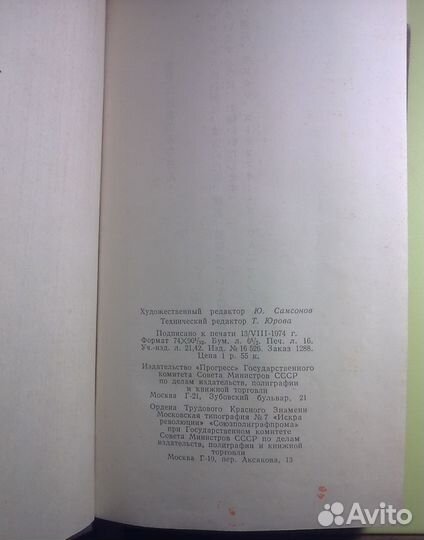 Художественный редактор Ю. Самсонов
Технический редактор Т. Юрова
Подписано к печати 13/VIII-1974 г.
Формат 74X90¹/₃₂. Бум. л. 6½. Печ. л. 16.
Уч.-изд. л. 21,42. Изд. № 16 526. Заказ 1288.
Цена 1 р. 55 к.
Издательство «Прогресс» Государственного
комитета Совета Министров СССР
по делам издательств, полиграфии
и книжной торговли
Москва Г-21, Зубовский бульвар, 21
Ордена Трудового Красного Знамени
Московская типография № 7 «Искра
революции» «Союзполиграфпрома»
при Государственном комитете
Совета Министров СССР по делам
издательств, полиграфии и книжной
торговли
Москва Г-19, пер. Аксакова, 13
Avito